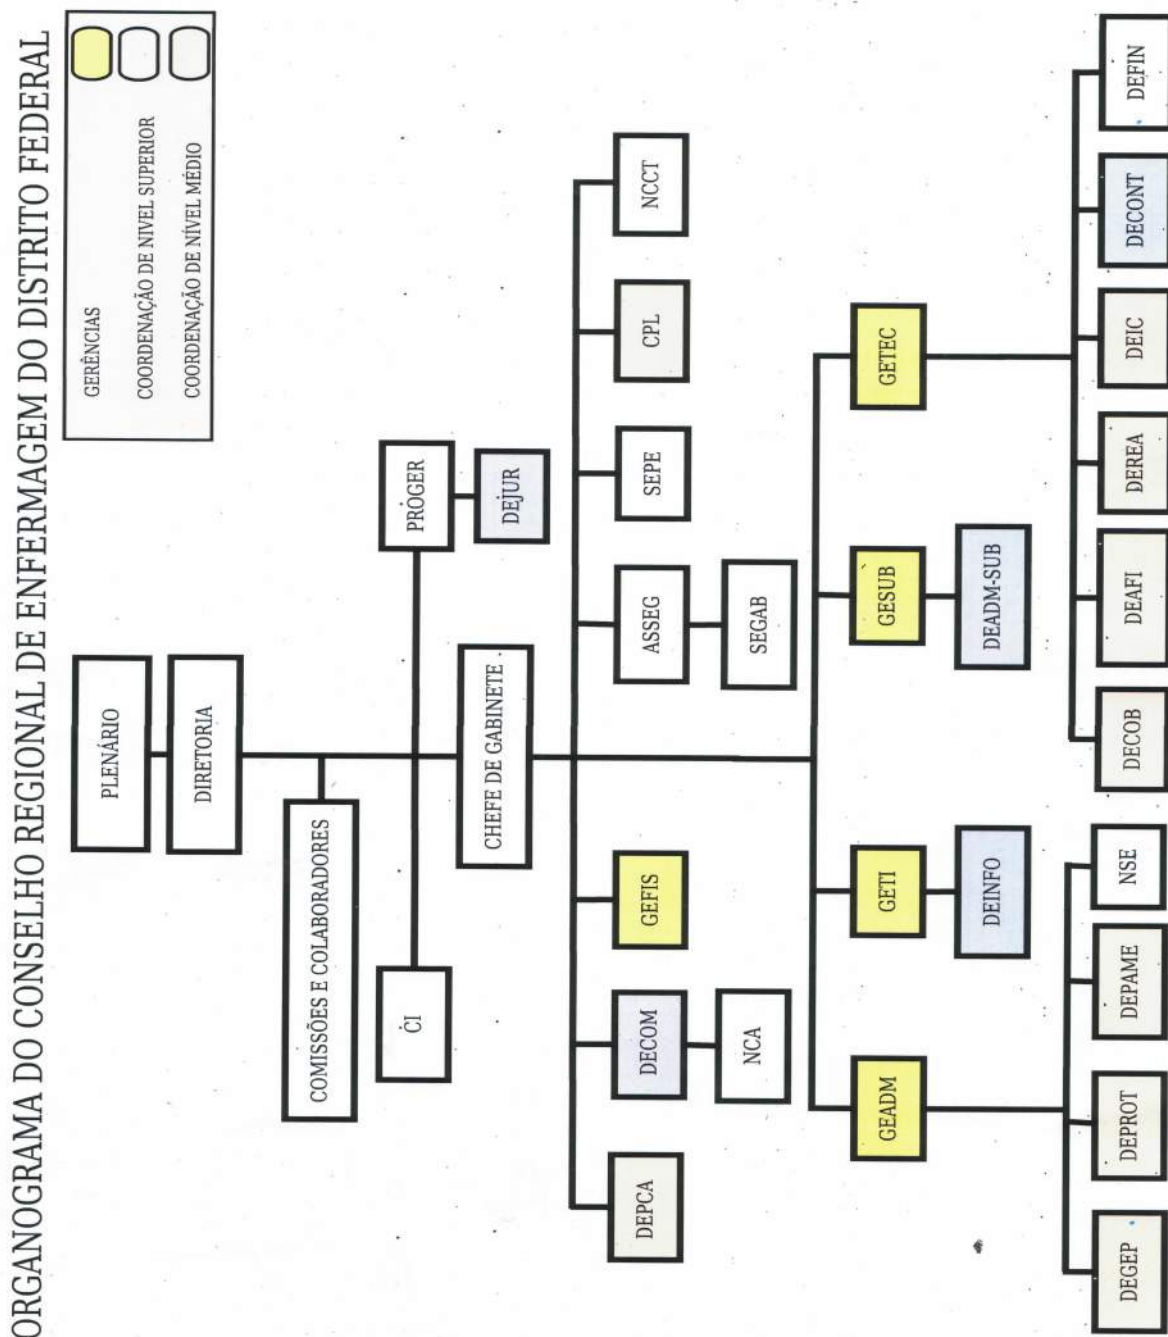 ORGANOGRAMA DO CONSELHO REGIONAL DE ENFERMAGEM DO DISTRITO FEDERAL
GERÊNCIAS
COORDENAÇÃO DE NIVEL SUPERIOR
COORDENAÇÃO DE NÍVEL MÉDIO
PLENÁRIO
DIRETORIA
COMISSÕES E COLABORADORES
CI
PROGER
DEJUR
CHEFE DE GABINETE
DEPCA
DECOM
GEFIS
ASSEG
SEPE
CPL
NCCT
NCA
SEGAB
GEADM
GETI
GESUB
GETEC
DEINFO
DEADM-SUB
DEGEP
DEPROT
DEPAME
NSE
DECOB
DEAFI
DEREA
DEIC
DECONT
DEFIN